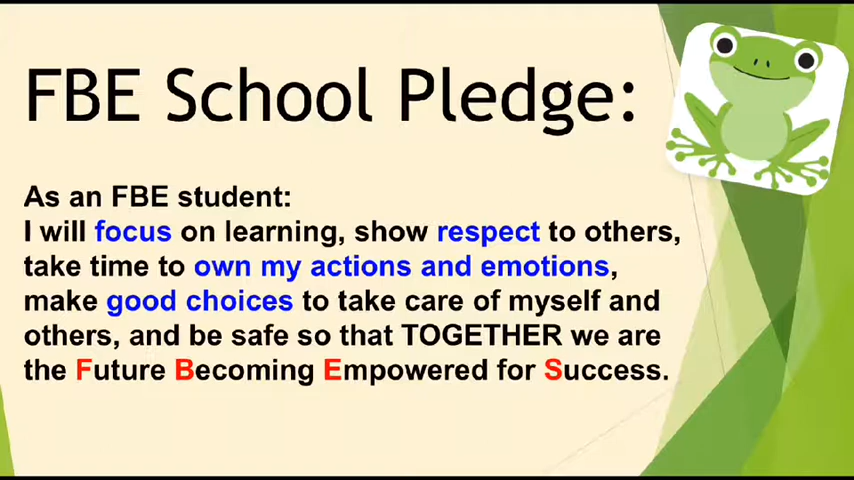 FBE School Pledge:
As an FBE student:
I will focus on learning, show respect to others,
take time to own my actions and emotions,
make good choices to take care of myself and
others, and be safe so that TOGETHER we are
the Future Becoming Empowered for Success.